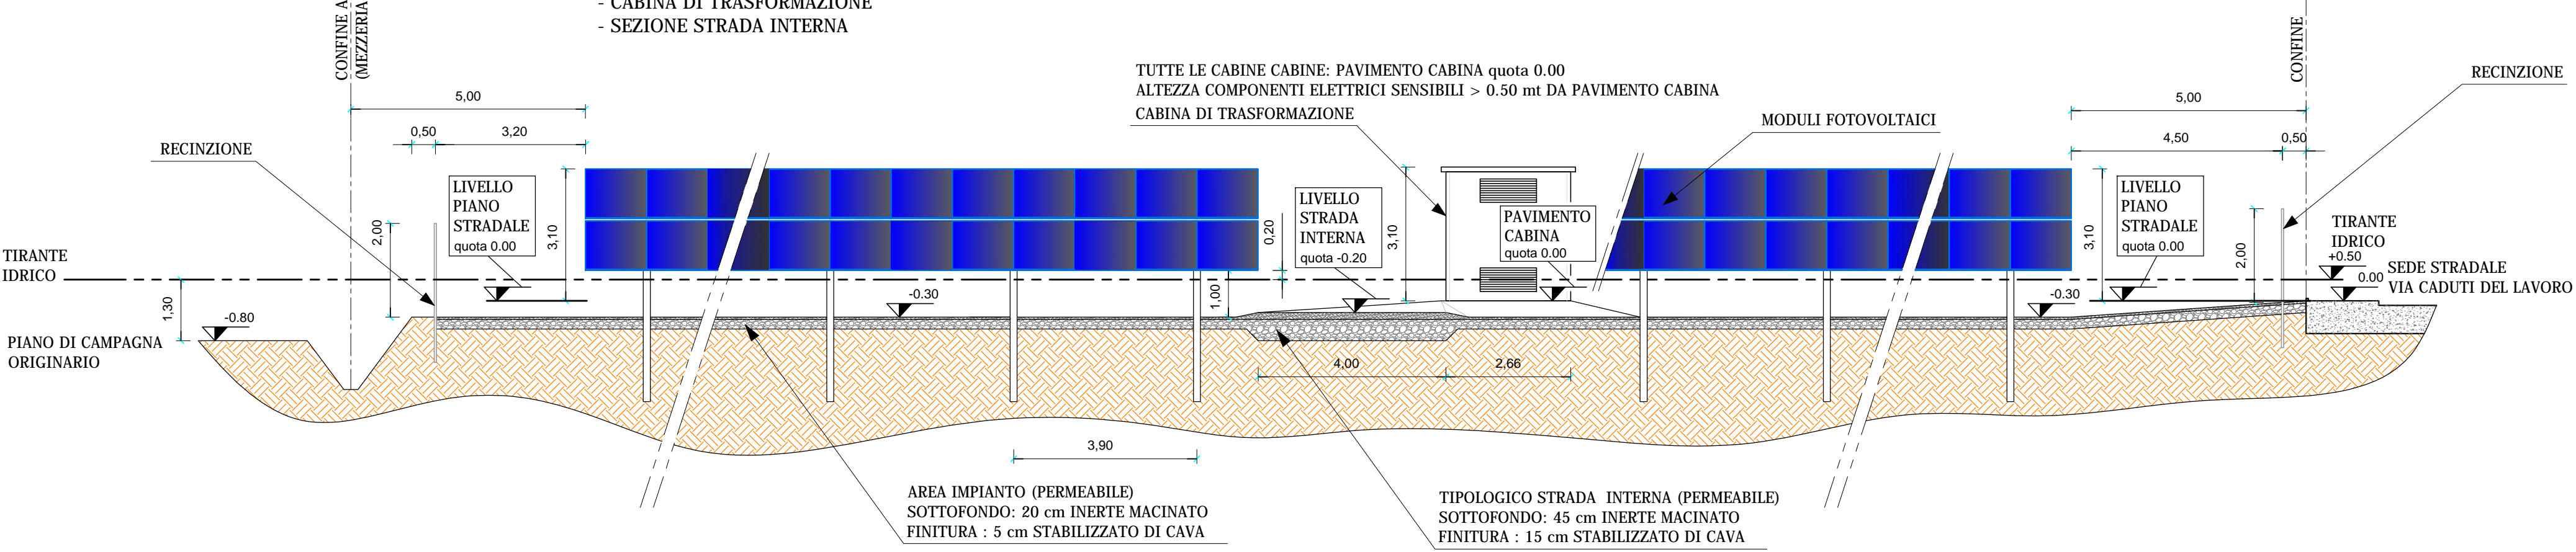 - CABINA DI TRASFORMAZIONE
- SEZIONE STRADA INTERNA
CONFINE A
(MEZZERIA
CONFINE
TUTTE LE CABINE CABINE: PAVIMENTO CABINA quota 0.00
ALTEZZA COMPONENTI ELETTRICI SENSIBILI > 0.50 mt DA PAVIMENTO CABINA
CABINA DI TRASFORMAZIONE
MODULI FOTOVOLTAICI
RECINZIONE
5,00
0,50
3,20
RECINZIONE
5,00
4,50
0,50
LIVELLO
PIANO
STRADALE
quota 0.00
2,00
3,10
LIVELLO
STRADA
INTERNA
quota -0.20
0,20
1,00
3,10
PAVIMENTO
CABINA
quota 0.00
LIVELLO
PIANO
STRADALE
quota 0.00
3,10
2,00
TIRANTE
IDRICO
TIRANTE
IDRICO
+0.50
0.00
SEDE STRADALE
VIA CADUTI DEL LAVORO
1,30
-0.80
-0.30
-0.30
PIANO DI CAMPAGNA
ORIGINARIO
4,00
2,66
3,90
AREA IMPIANTO (PERMEABILE)
SOTTOFONDO: 20 cm INERTE MACINATO
FINITURA : 5 cm STABILIZZATO DI CAVA
TIPOLOGICO STRADA INTERNA (PERMEABILE)
SOTTOFONDO: 45 cm INERTE MACINATO
FINITURA : 15 cm STABILIZZATO DI CAVA